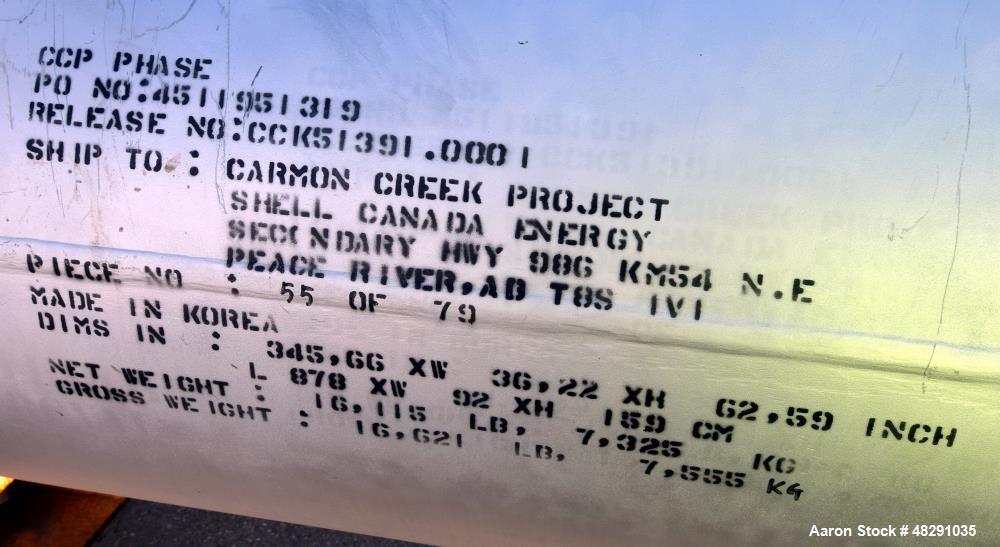 CCP PHASE
PO NO:4511951319
RELEASE NO:CCK51391.0001
SHIP TO : CARMON CREEK PROJECT
SHELL CANADA ENERGY
SECONDARY HWY 986 KM54 N.E
PEACE RIVER,AB T8S 1V1
PIECE NO : 55 OF 79
MADE IN KOREA
DIMS IN : 345,66 XW 36,22 XH 62,59 INCH
L 878 XW 92 XH 159 CM
NET WEIGHT : 16,115 LB, 7,325 KG
GROSS WEIGHT : 16,621 LB, 7,555 KG
Aaron Stock # 48291035